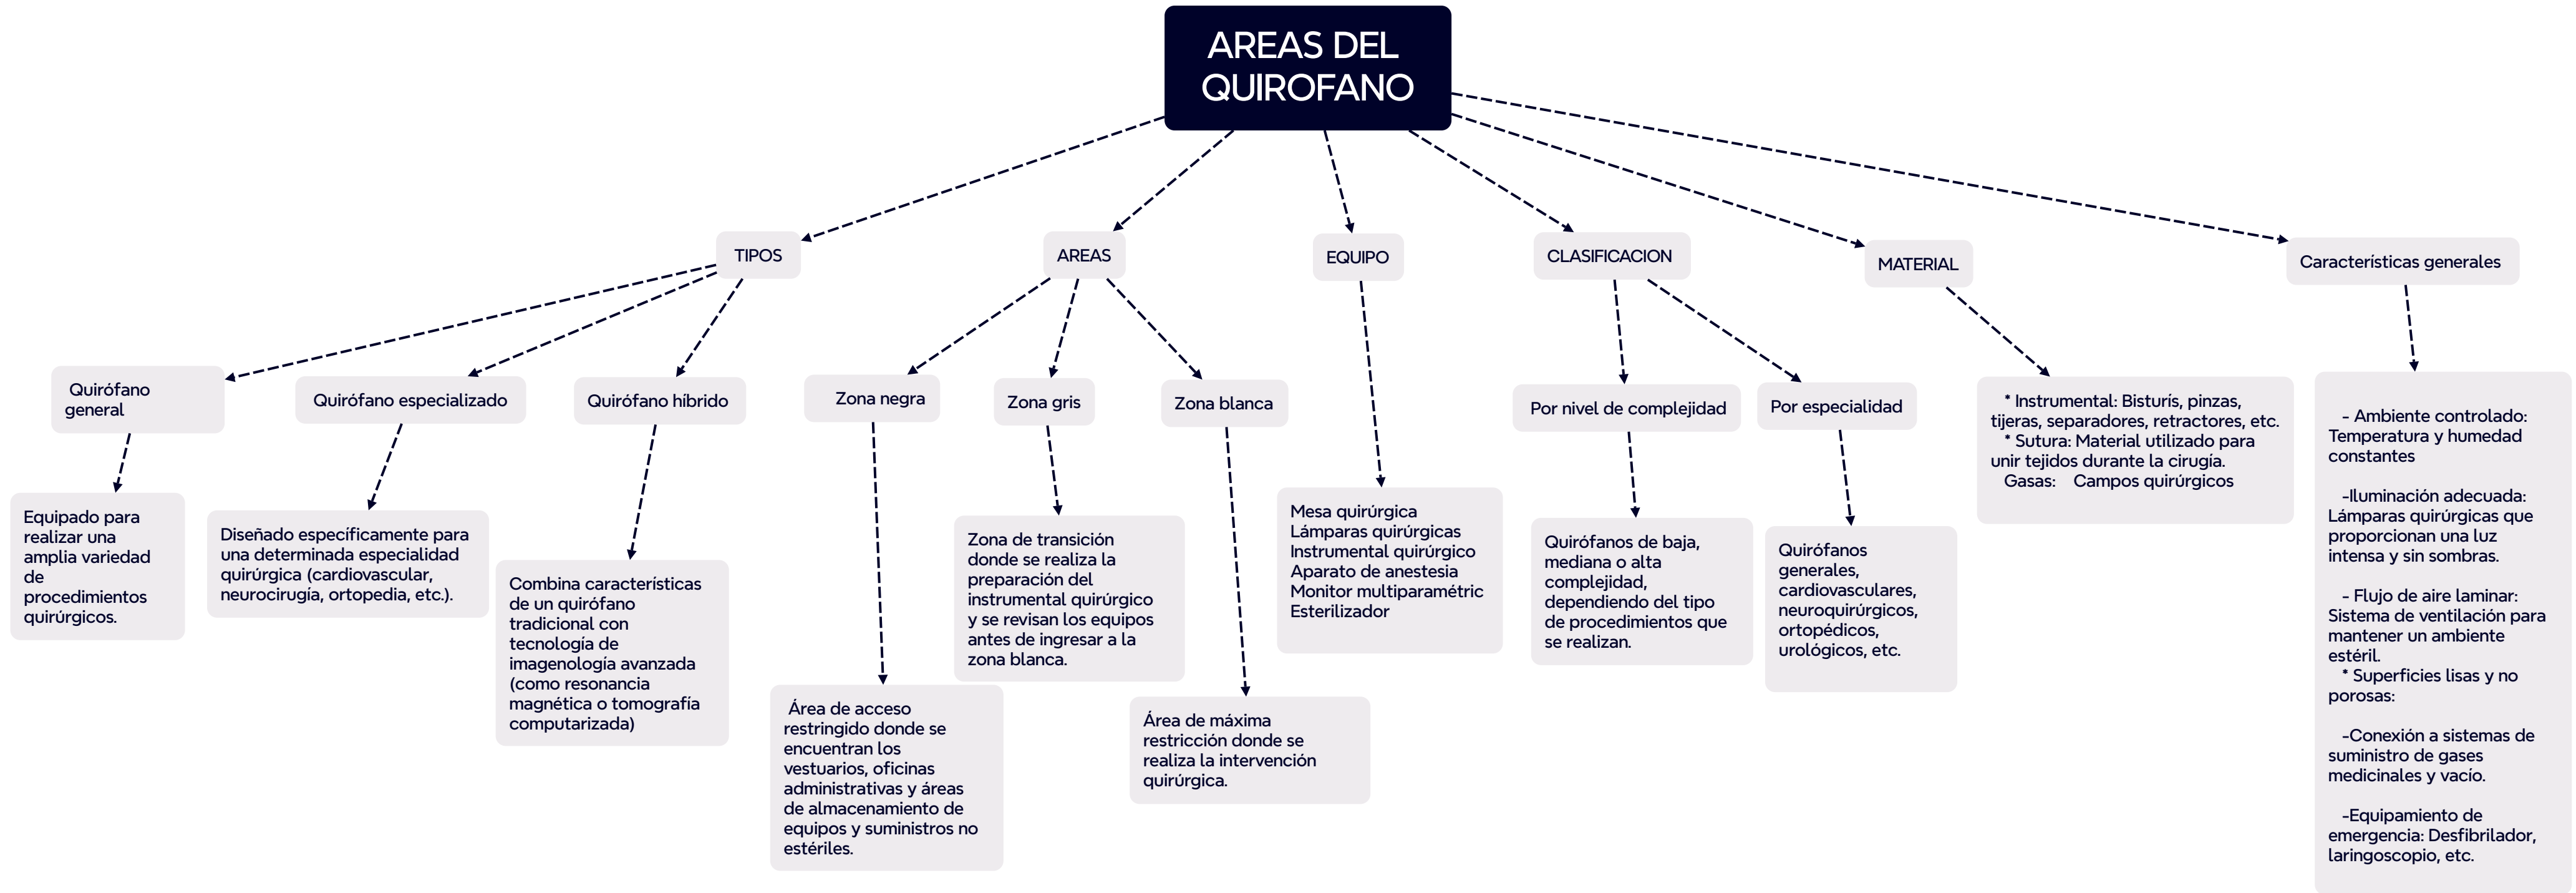 AREAS DEL
QUIROFANO
TIPOS
AREAS
EQUIPO
CLASIFICACION
MATERIAL
Características generales
Quirófano
general
Quirófano especializado
Quirófano híbrido
Zona negra
Zona gris
Zona blanca
Por nivel de complejidad
Por especialidad
* Instrumental: Bisturís, pinzas,
tijeras, separadores, retractores, etc.
* Sutura: Material utilizado para
unir tejidos durante la cirugía.
Gasas: Campos quirúrgicos
- Ambiente controlado:
Temperatura y humedad
constantes
-Iluminación adecuada:
Lámparas quirúrgicas que
proporcionan una luz
intensa y sin sombras.
- Flujo de aire laminar:
Sistema de ventilación para
mantener un ambiente
estéril.
* Superficies lisas y no
porosas:
-Conexión a sistemas de
suministro de gases
medicinales y vacío.
-Equipamiento de
emergencia: Desfibrilador,
laringoscopio, etc.
Equipado para
realizar una
amplia variedad
de
procedimientos
quirúrgicos.
Diseñado específicamente para
una determinada especialidad
quirúrgica (cardiovascular,
neurocirugía, ortopedia, etc.).
Combina características
de un quirófano
tradicional con
tecnología de
imagenología avanzada
(como resonancia
magnética o tomografía
computarizada)
Área de acceso
restringido donde se
encuentran los
vestuarios, oficinas
administrativas y áreas
de almacenamiento de
equipos y suministros no
estériles.
Zona de transición
donde se realiza la
preparación del
instrumental quirúrgico
y se revisan los equipos
antes de ingresar a la
zona blanca.
Área de máxima
restricción donde se
realiza la intervención
quirúrgica.
Mesa quirúrgica
Lámparas quirúrgicas
Instrumental quirúrgico
Aparato de anestesia
Monitor multiparamétric
Esterilizador
Quirófanos de baja,
mediana o alta
complejidad,
dependiendo del tipo
de procedimientos que
se realizan.
Quirófanos
generales,
cardiovasculares,
neuroquirúrgicos,
ortopédicos,
urológicos, etc.